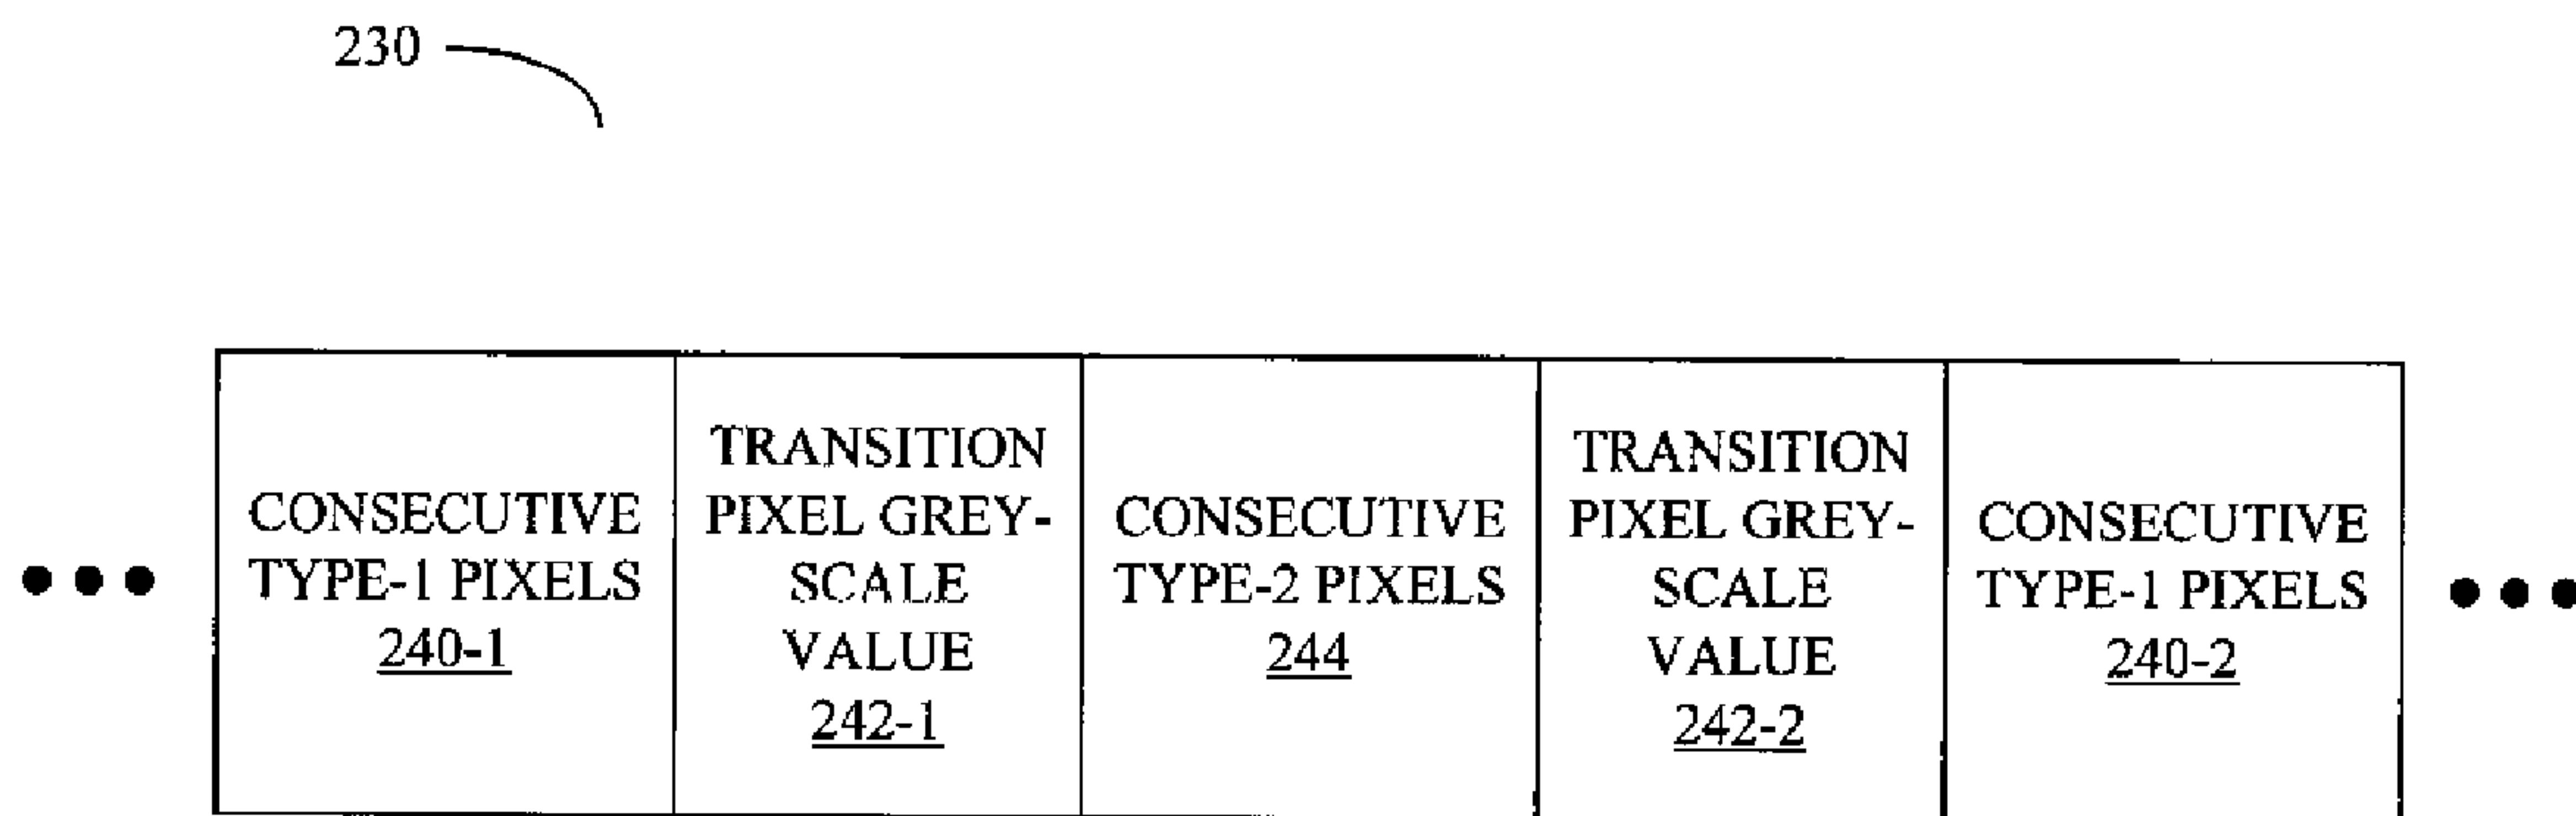 230
CONSECUTIVE
TYPE-1 PIXELS
240-1
TRANSITION
PIXEL GREY-
SCALE
VALUE
242-1
CONSECUTIVE
TYPE-2 PIXELS
244
TRANSITION
PIXEL GREY-
SCALE
VALUE
242-2
CONSECUTIVE
TYPE-1 PIXELS
240-2